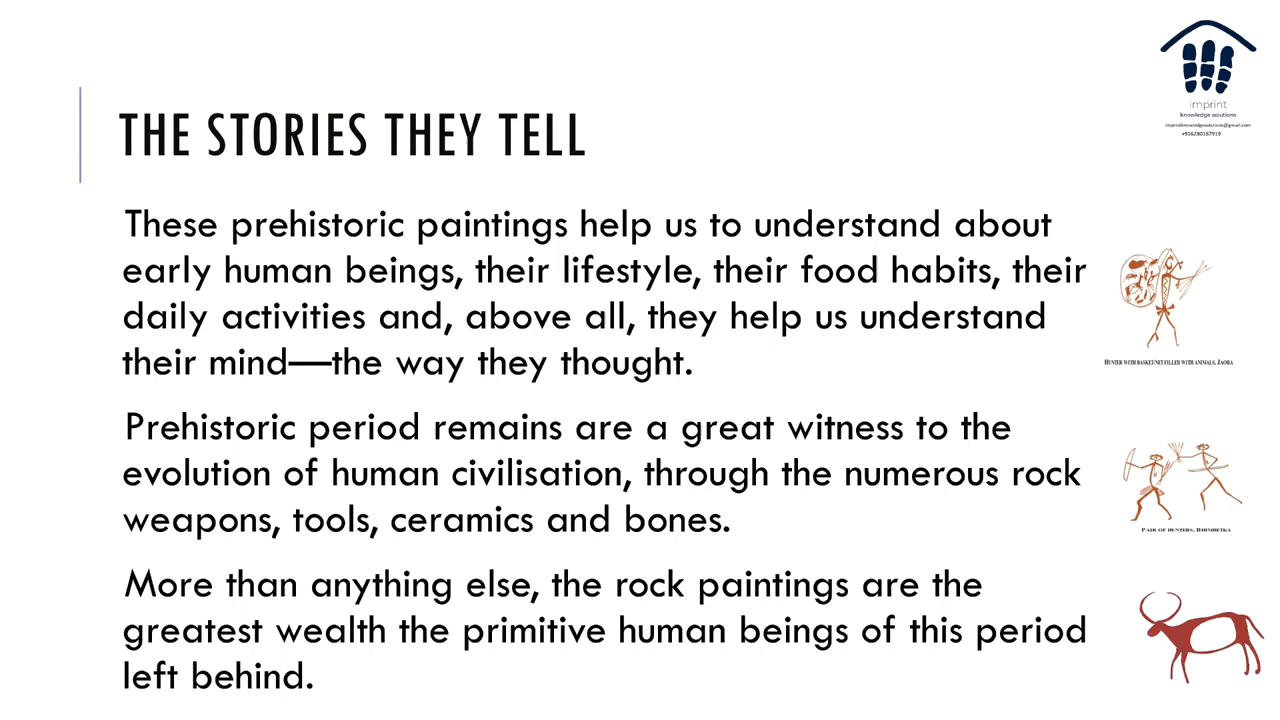 imprint
knowledge solutions
imprintknowledgesolutions@gmail.com
+916280187919
THE STORIES THEY TELL
These prehistoric paintings help us to understand about
early human beings, their lifestyle, their food habits, their
daily activities and, above all, they help us understand
their mind—the way they thought.
Prehistoric period remains are a great witness to the
evolution of human civilisation, through the numerous rock
weapons, tools, ceramics and bones.
More than anything else, the rock paintings are the
greatest wealth the primitive human beings of this period
left behind.
HUNTER WITH BASKET/NET FILLED WITH ANIMALS, JAORA
PAIR OF HUNTERS, BHIMBETKA